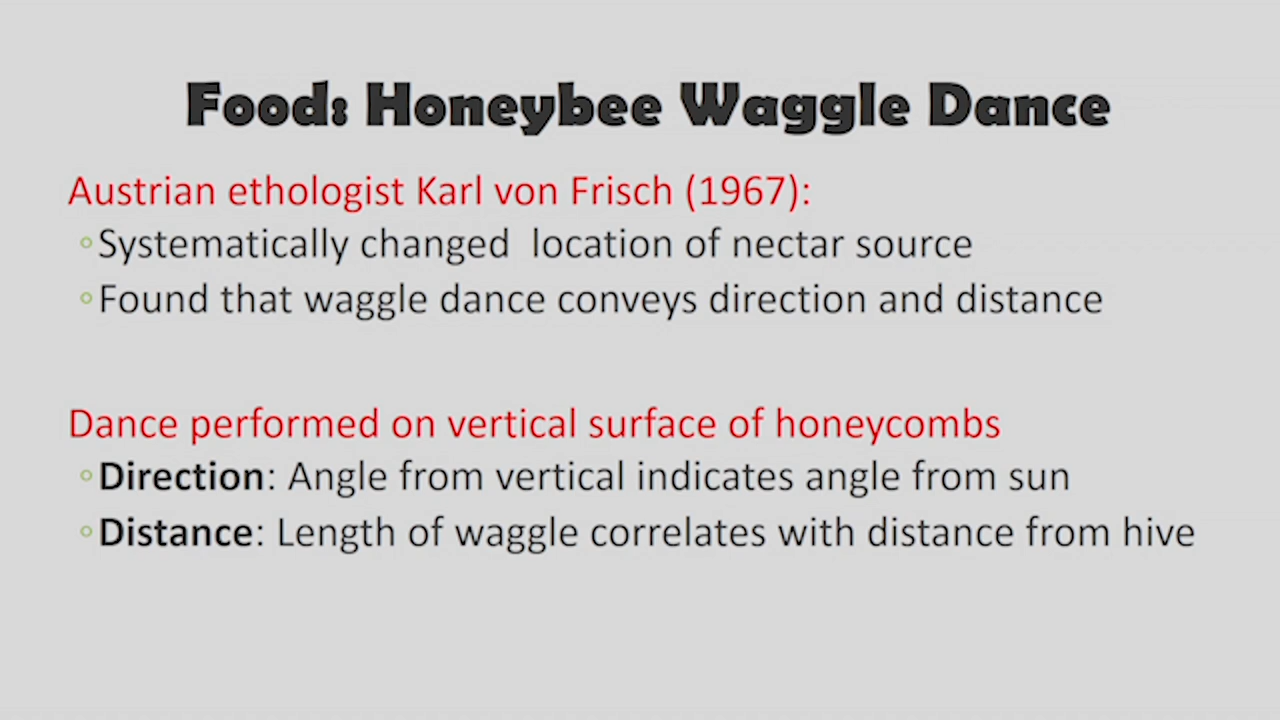 Food: Honeybee Waggle Dance
Austrian ethologist Karl von Frisch (1967):
◦Systematically changed  location of nectar source
◦Found that waggle dance conveys direction and distance
Dance performed on vertical surface of honeycombs
◦Direction: Angle from vertical indicates angle from sun
◦Distance: Length of waggle correlates with distance from hive